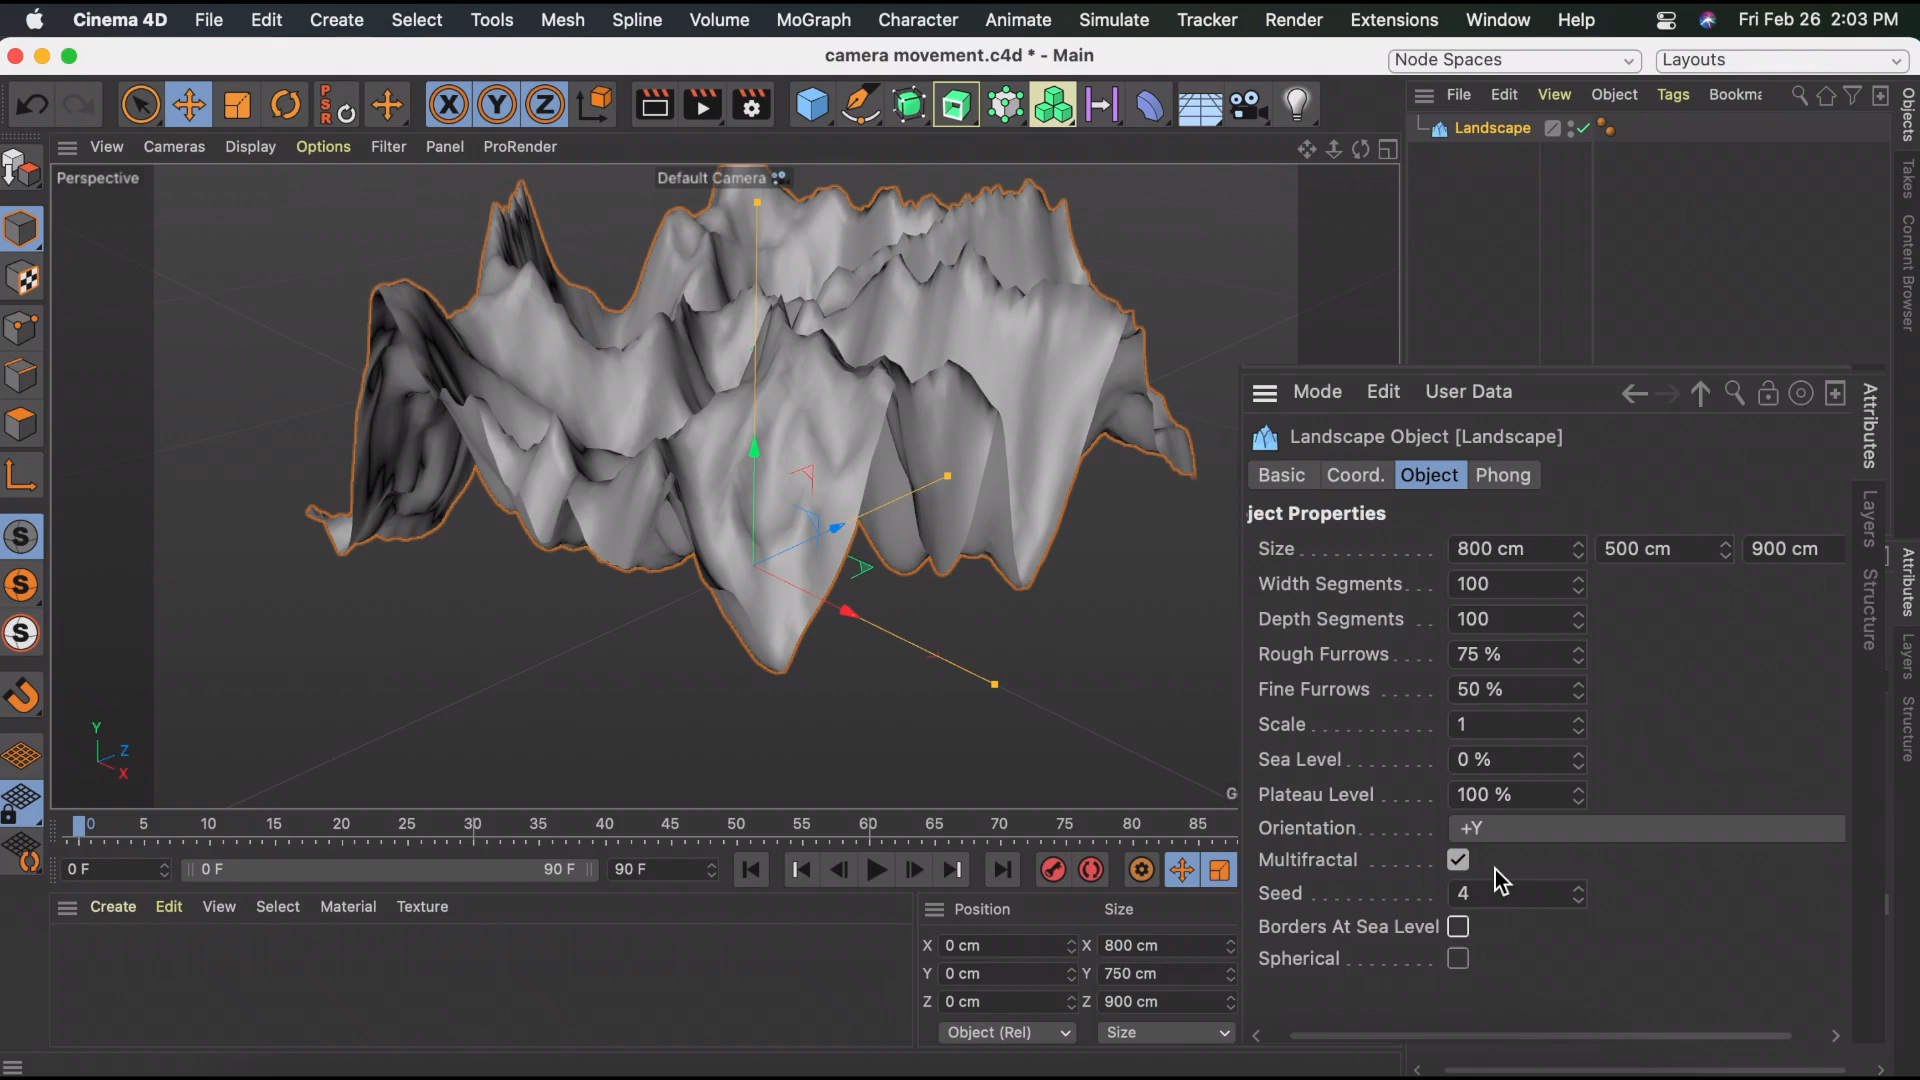 Cinema 4D File Edit Create Select Tools Mesh Spline Volume MoGraph Character Animate Simulate Tracker Render Extensions Window Help Fri Feb 26 2:03 PM
camera movement.c4d * - Main
Node Spaces Layouts
PSR X Y Z
File Edit View Object Tags Bookma
View Cameras Display Options Filter Panel ProRender
Landscape
Perspective
Default Camera
Objects
Takes
Content Browser
Attributes
Layers
Structure
Mode Edit User Data
Attributes
Layers
Structure
Landscape Object [Landscape]
Basic Coord. Object Phong
ject Properties
Size 800 cm 500 cm 900 cm
Width Segments 100
Depth Segments 100
Rough Furrows 75 %
Fine Furrows 50 %
Scale 1
Sea Level 0 %
Plateau Level 100 %
Orientation +Y
Multifractal
Seed 4
Borders At Sea Level
Spherical
S
S
S
Y
Z
X
G
0 5 10 15 20 25 30 35 40 45 50 55 60 65 70 75 80 85
0 F 0 F 90 F 90 F
Create Edit View Select Material Texture
Position Size
X 0 cm X 800 cm
Y 0 cm Y 750 cm
Z 0 cm Z 900 cm
Object (Rel) Size